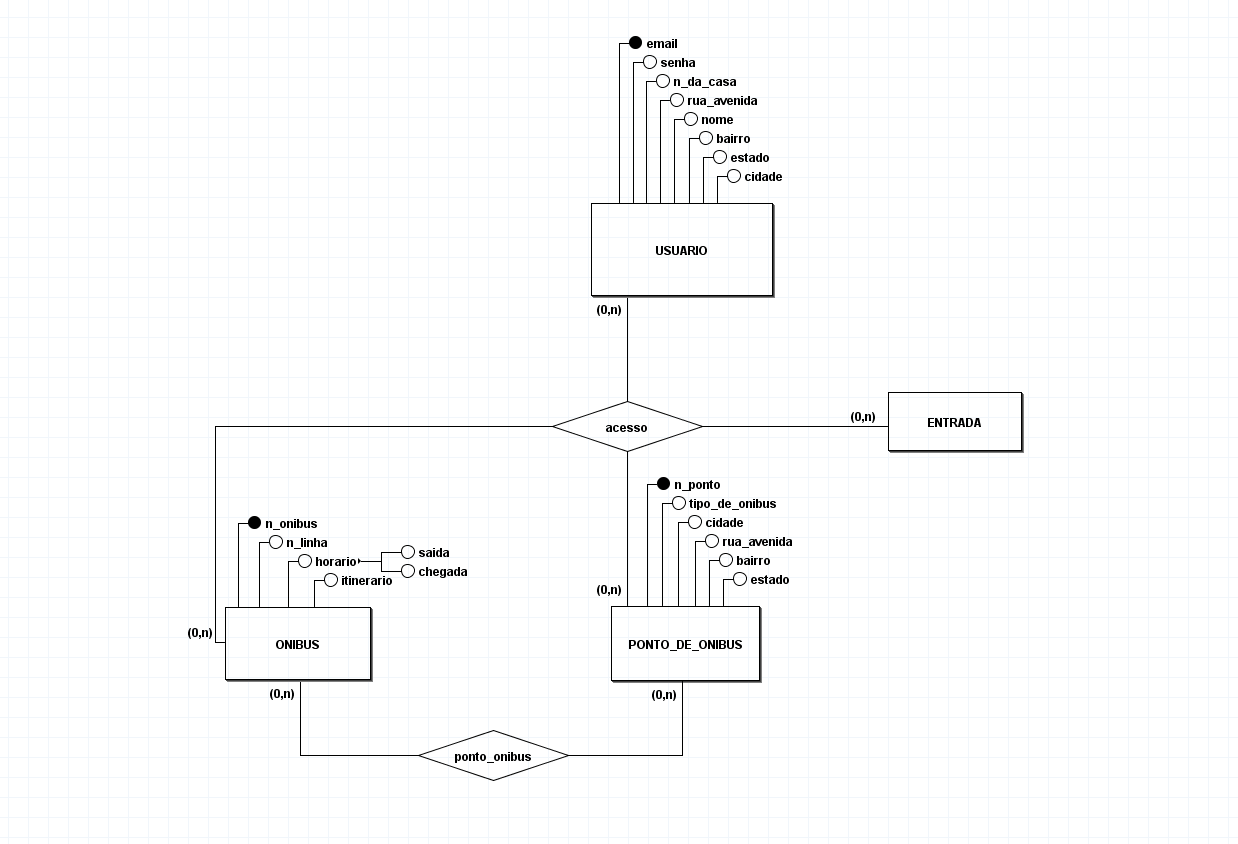 email
senha
n_da_casa
rua_avenida
nome
bairro
estado
cidade
USUARIO
(0,n)
acesso
(0,n)
ENTRADA
n_onibus
n_linha
horario
saida
chegada
itinerario
(0,n)
ONIBUS
(0,n)
n_ponto
tipo_de_onibus
cidade
rua_avenida
bairro
estado
(0,n)
PONTO_DE_ONIBUS
(0,n)
ponto_onibus